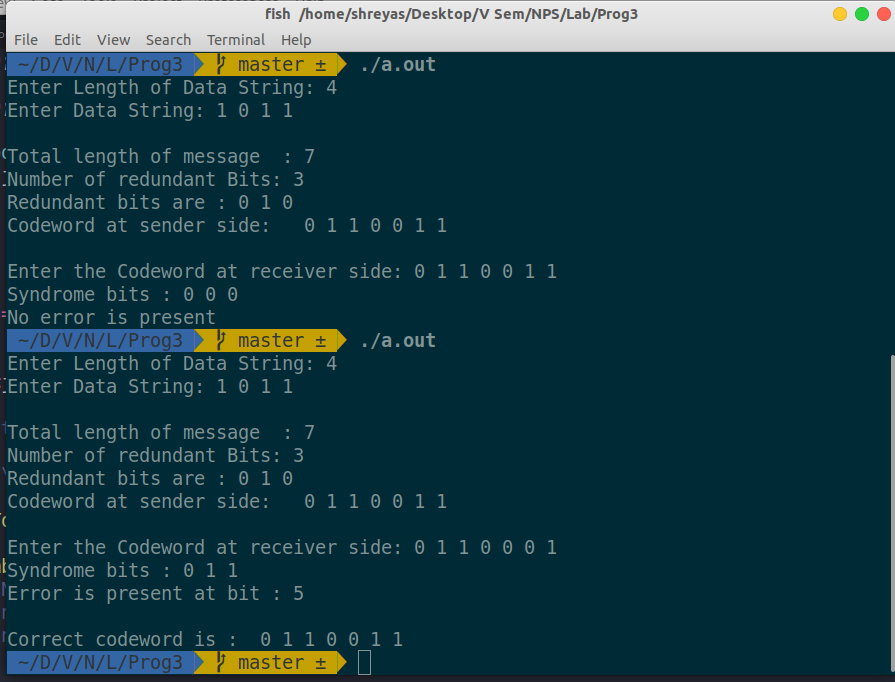 fish /home/shreyas/Desktop/V Sem/NPS/Lab/Prog3
File Edit View Search Terminal Help
~/D/V/N/L/Prog3 master ± ./a.out
Enter Length of Data String: 4
Enter Data String: 1 0 1 1
Total length of message  : 7
Number of redundant Bits: 3
Redundant bits are : 0 1 0
Codeword at sender side:   0 1 1 0 0 1 1
Enter the Codeword at receiver side: 0 1 1 0 0 1 1
Syndrome bits : 0 0 0
No error is present
~/D/V/N/L/Prog3 master ± ./a.out
Enter Length of Data String: 4
Enter Data String: 1 0 1 1
Total length of message  : 7
Number of redundant Bits: 3
Redundant bits are : 0 1 0
Codeword at sender side:   0 1 1 0 0 1 1
Enter the Codeword at receiver side: 0 1 1 0 0 0 1
Syndrome bits : 0 1 1
Error is present at bit : 5
Correct codeword is :  0 1 1 0 0 1 1
~/D/V/N/L/Prog3 master ±